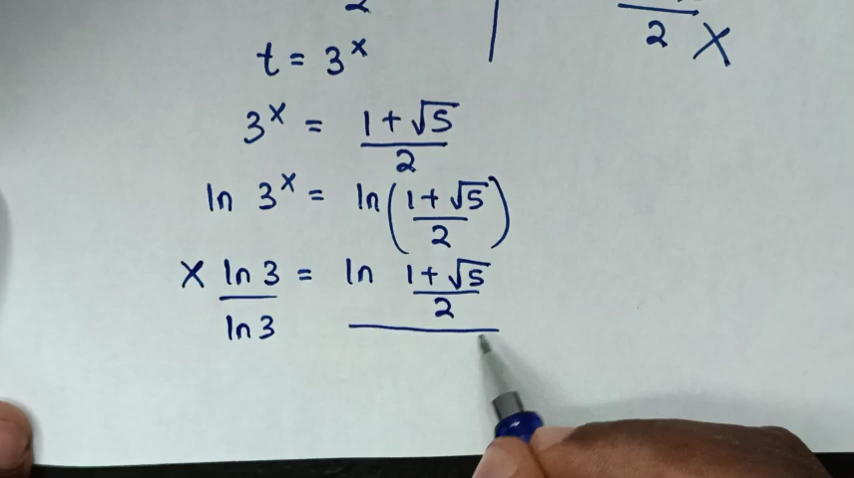 2
2 X
t = 3^x
3^x = (1 + √5)/2
ln 3^x = ln((1 + √5)/2)
x ln 3 / ln 3 = ln (1 + √5)/2